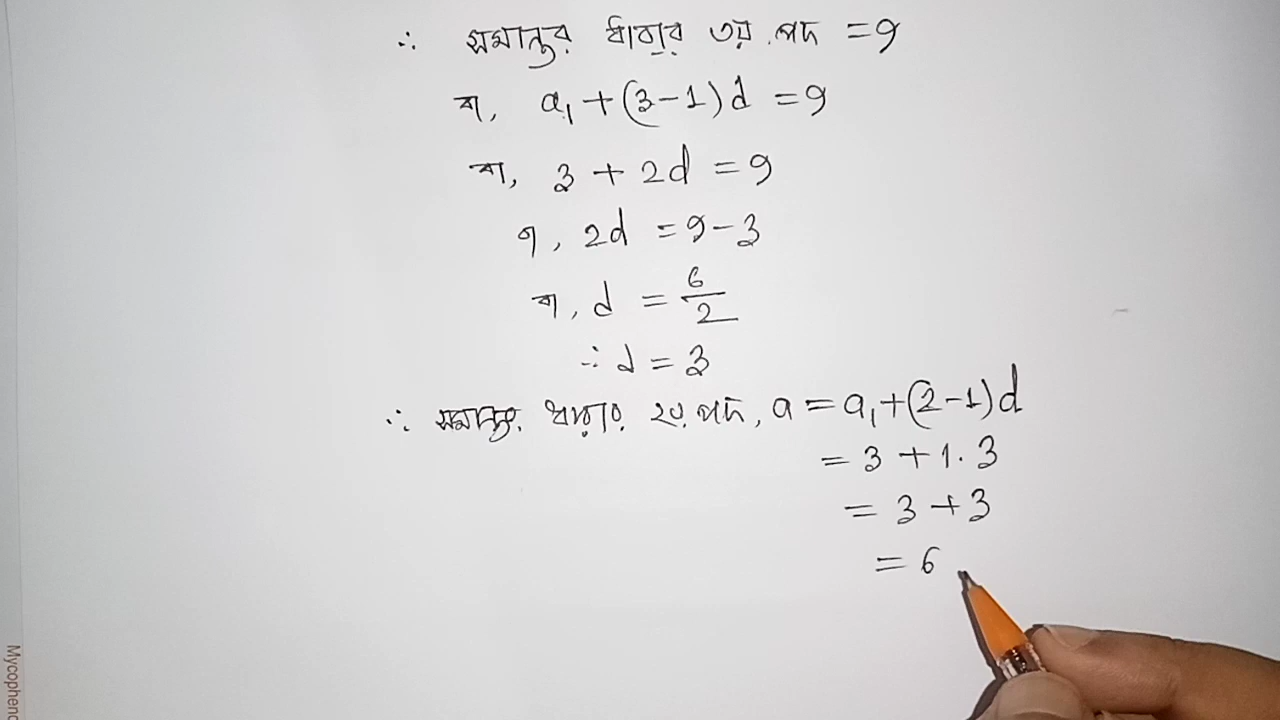 ∴ সমান্তর ধারার ৩য় পদ = 9
বা, a₁ + (3-1)d = 9
বা, 3 + 2d = 9
বা, 2d = 9-3
বা, d = 6/2
∴ d = 3
∴ সমান্তর ধারার ২য় পদ, a = a₁+(2-1)d
= 3 + 1.3
= 3 + 3
= 6
Mycopheno